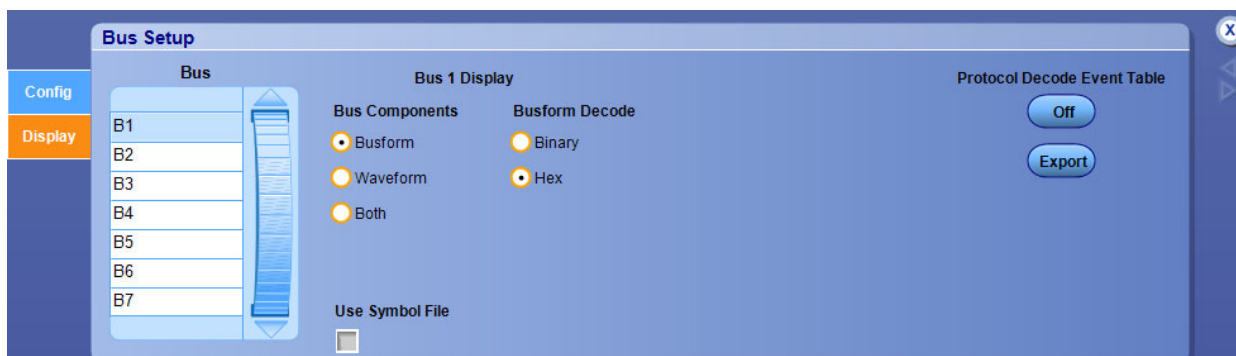 Bus Setup
X
Config
Display
Bus
B1
B2
B3
B4
B5
B6
B7
Bus 1 Display
Bus Components
Busform
Waveform
Both
Busform Decode
Binary
Hex
Use Symbol File
Protocol Decode Event Table
Off
Export